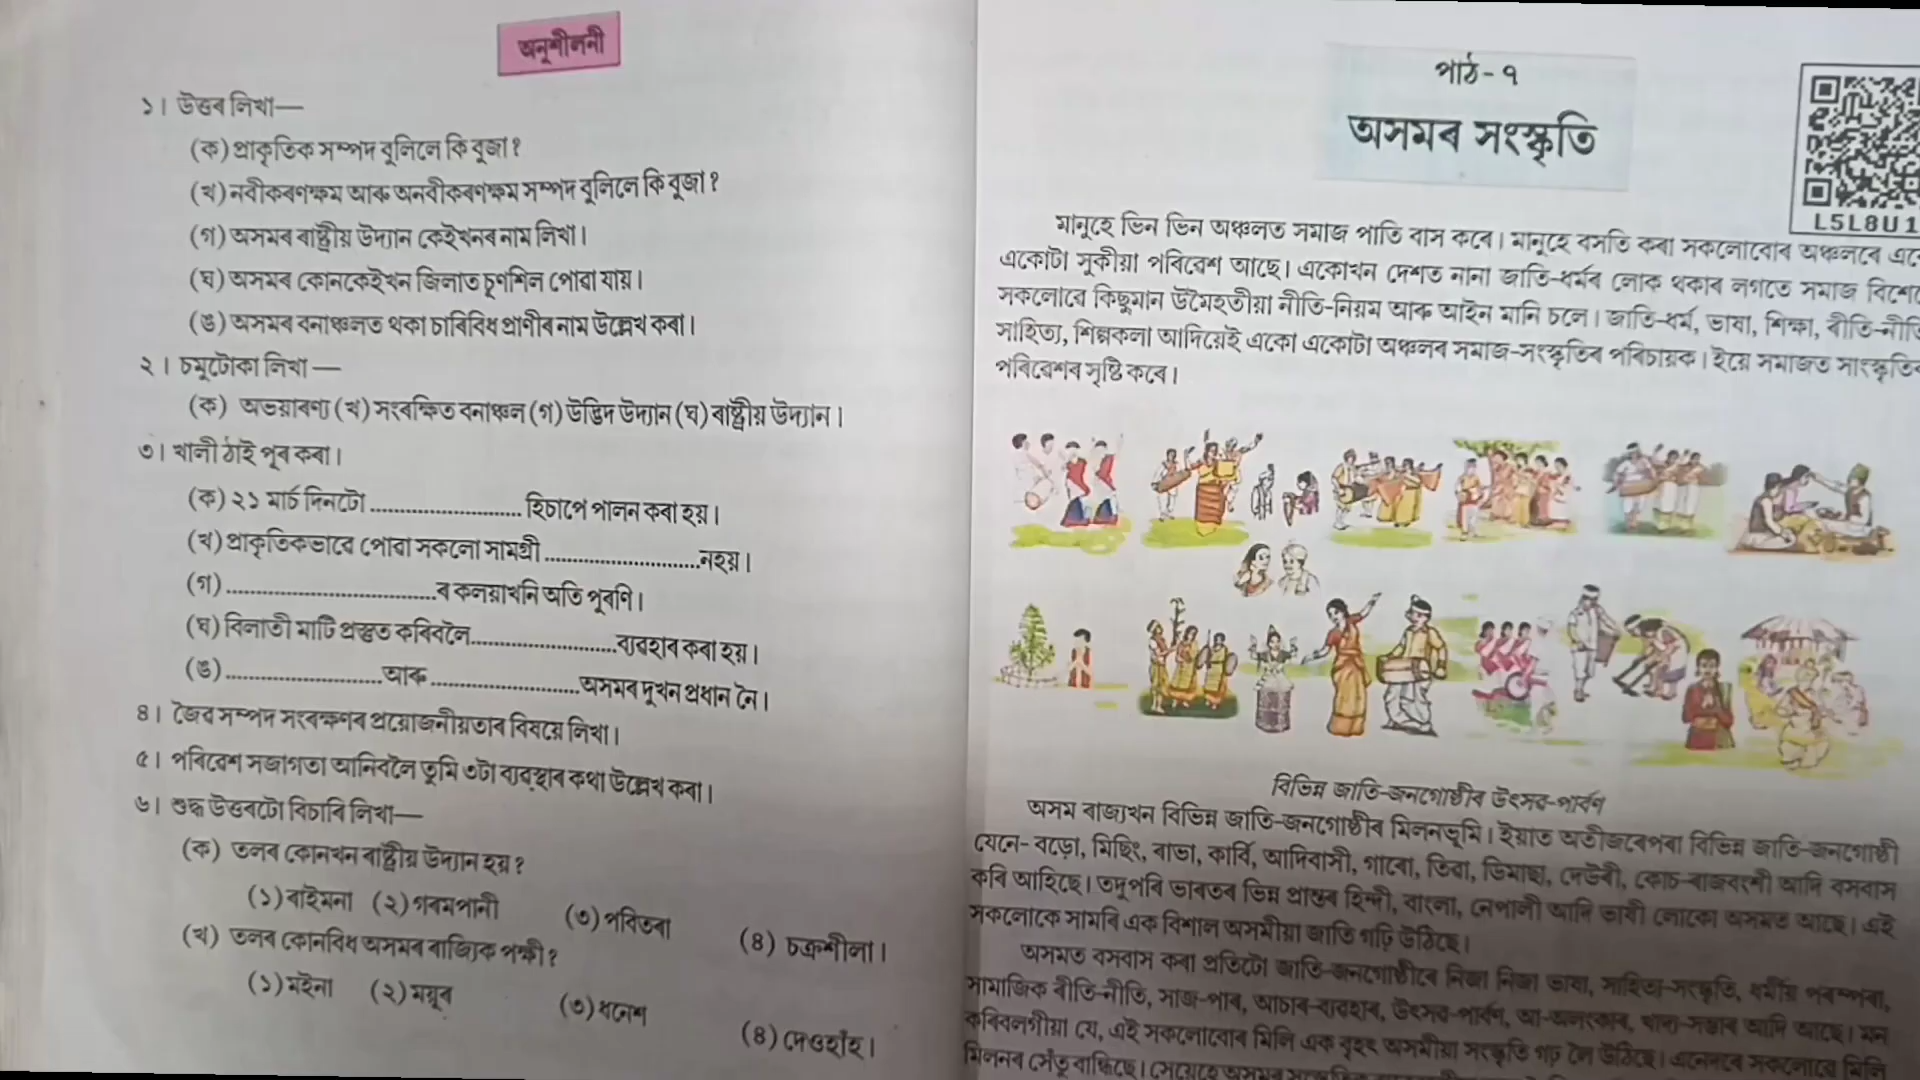 অনুশীলনী
১। উত্তৰ লিখা—
(ক) প্ৰাকৃতিক সম্পদ বুলিলে কি বুজা ?
(খ) নবীকৰণক্ষম আৰু অনবীকৰণক্ষম সম্পদ বুলিলে কি বুজা ?
(গ) অসমৰ ৰাষ্ট্ৰীয় উদ্যান কেইখনৰ নাম লিখা।
(ঘ) অসমৰ কোনকেইখন জিলাত চূণশিল পোৱা যায়।
(ঙ) অসমৰ বনাঞ্চলত থকা চাৰিবিধ প্ৰাণীৰ নাম উল্লেখ কৰা।
২। চমুটোকা লিখা —
(ক) অভয়াৰণ্য (খ) সংৰক্ষিত বনাঞ্চল (গ) উদ্ভিদ উদ্যান (ঘ) ৰাষ্ট্ৰীয় উদ্যান।
৩। খালী ঠাই পূৰ কৰা।
(ক) ২১ মাৰ্চ দিনটো ........................ হিচাপে পালন কৰা হয়।
(খ) প্ৰাকৃতিকভাৱে পোৱা সকলো সামগ্ৰী ........................ নহয়।
(গ) ................................ ৰ কলয়াখনি অতি পুৰণি।
(ঘ) বিলাতী মাটি প্ৰস্তুত কৰিবলৈ ...................... ব্যৱহাৰ কৰা হয়।
(ঙ) ........................ আৰু ...................... অসমৰ দুখন প্ৰধান নৈ।
৪। জৈৱ সম্পদ সংৰক্ষণৰ প্ৰয়োজনীয়তাৰ বিষয়ে লিখা।
৫। পৰিৱেশ সজাগতা আনিবলৈ তুমি ৩টা ব্যৱস্থাৰ কথা উল্লেখ কৰা।
৬। শুদ্ধ উত্তৰটো বিচাৰি লিখা—
(ক) তলৰ কোনখন ৰাষ্ট্ৰীয় উদ্যান হয় ?
(১) ৰাইমনা (২) গৰমপানী (৩) পবিতৰা (৪) চক্ৰশীলা।
(খ) তলৰ কোনবিধ অসমৰ ৰাজ্যিক পক্ষী ?
(১) মইনা (২) ময়ূৰ (৩) ধনেশ (৪) দেওহাঁহ।
পাঠ - ৭
অসমৰ সংস্কৃতি
L5L8U1
মানুহে ভিন ভিন অঞ্চলত সমাজ পাতি বাস কৰে। মানুহে বসতি কৰা সকলোবোৰ অঞ্চলৰে
একোটা সুকীয়া পৰিৱেশ আছে। একোখন দেশত নানা জাতি-ধৰ্মৰ লোক থকাৰ লগতে সমাজ
সকলোৱে কিছুমান উমৈহতীয়া নীতি-নিয়ম আৰু আইন মানি চলে। জাতি-ধৰ্ম, ভাষা, শিক্ষা,
সাহিত্য, শিল্পকলা আদিয়েই একো একোটা অঞ্চলৰ সমাজ-সংস্কৃতিৰ পৰিচায়ক। ইয়ে সমাজত
পৰিৱেশৰ সৃষ্টি কৰে।
বিভিন্ন জাতি-জনগোষ্ঠীৰ উৎসৱ-পাৰ্বণ
অসম ৰাজ্যখন বিভিন্ন জাতি-জনগোষ্ঠীৰ মিলনভূমি। ইয়াত অতীজৰেপৰা বিভিন্ন জাতি-জনগোষ্ঠী
যেনে- বড়ো, মিছিং, ৰাভা, কাৰ্বি, আদিবাসী, গাৰো, তিৱা, ডিমাছা, দেউৰী, কোচ-ৰাজবংশী আদি বসবাস
কৰি আহিছে। তদুপৰি ভাৰতৰ ভিন্ন প্ৰান্তৰ হিন্দী, বাংলা, নেপালী আদি ভাষী লোকো অসমত আছে। এই
সকলোকে সামৰি এক বিশাল অসমীয়া জাতি গঢ়ি উঠিছে।
অসমত বসবাস কৰা প্ৰতিটো জাতি-জনগোষ্ঠীৰে নিজা নিজা ভাষা, সাহিত্য-সংস্কৃতি, ধৰ্মীয় পৰম্পৰা,
সামাজিক ৰীতি-নীতি, সাজ-পাৰ, আচাৰ-ব্যৱহাৰ, উৎসৱ-পাৰ্বণ, আ-অলংকাৰ, খাদ্য-সম্ভাৰ আদি আছে। মন
কৰিবলগীয়া যে, এই সকলোবোৰ মিলি এক বৃহৎ অসমীয়া সংস্কৃতি গঢ় লৈ উঠিছে। এনেদৰে সকলোৱে মিলি
মিলনৰ সেঁতু বান্ধিছে।